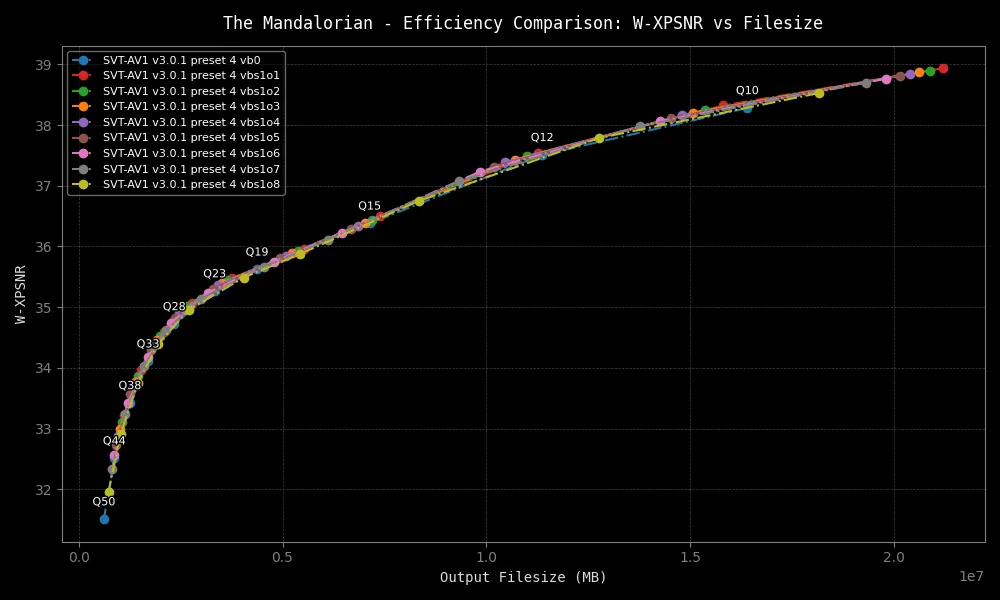 The Mandalorian - Efficiency Comparison: W-XPSNR vs Filesize
SVT-AV1 v3.0.1 preset 4 vb0
SVT-AV1 v3.0.1 preset 4 vbs1o1
SVT-AV1 v3.0.1 preset 4 vbs1o2
SVT-AV1 v3.0.1 preset 4 vbs1o3
SVT-AV1 v3.0.1 preset 4 vbs1o4
SVT-AV1 v3.0.1 preset 4 vbs1o5
SVT-AV1 v3.0.1 preset 4 vbs1o6
SVT-AV1 v3.0.1 preset 4 vbs1o7
SVT-AV1 v3.0.1 preset 4 vbs1o8
39
38
37
36
35
34
33
32
W-XPSNR
Q10
Q12
Q15
Q19
Q23
Q28
Q33
Q38
Q44
Q50
0.0 0.5 1.0 1.5 2.0
1e7
Output Filesize (MB)